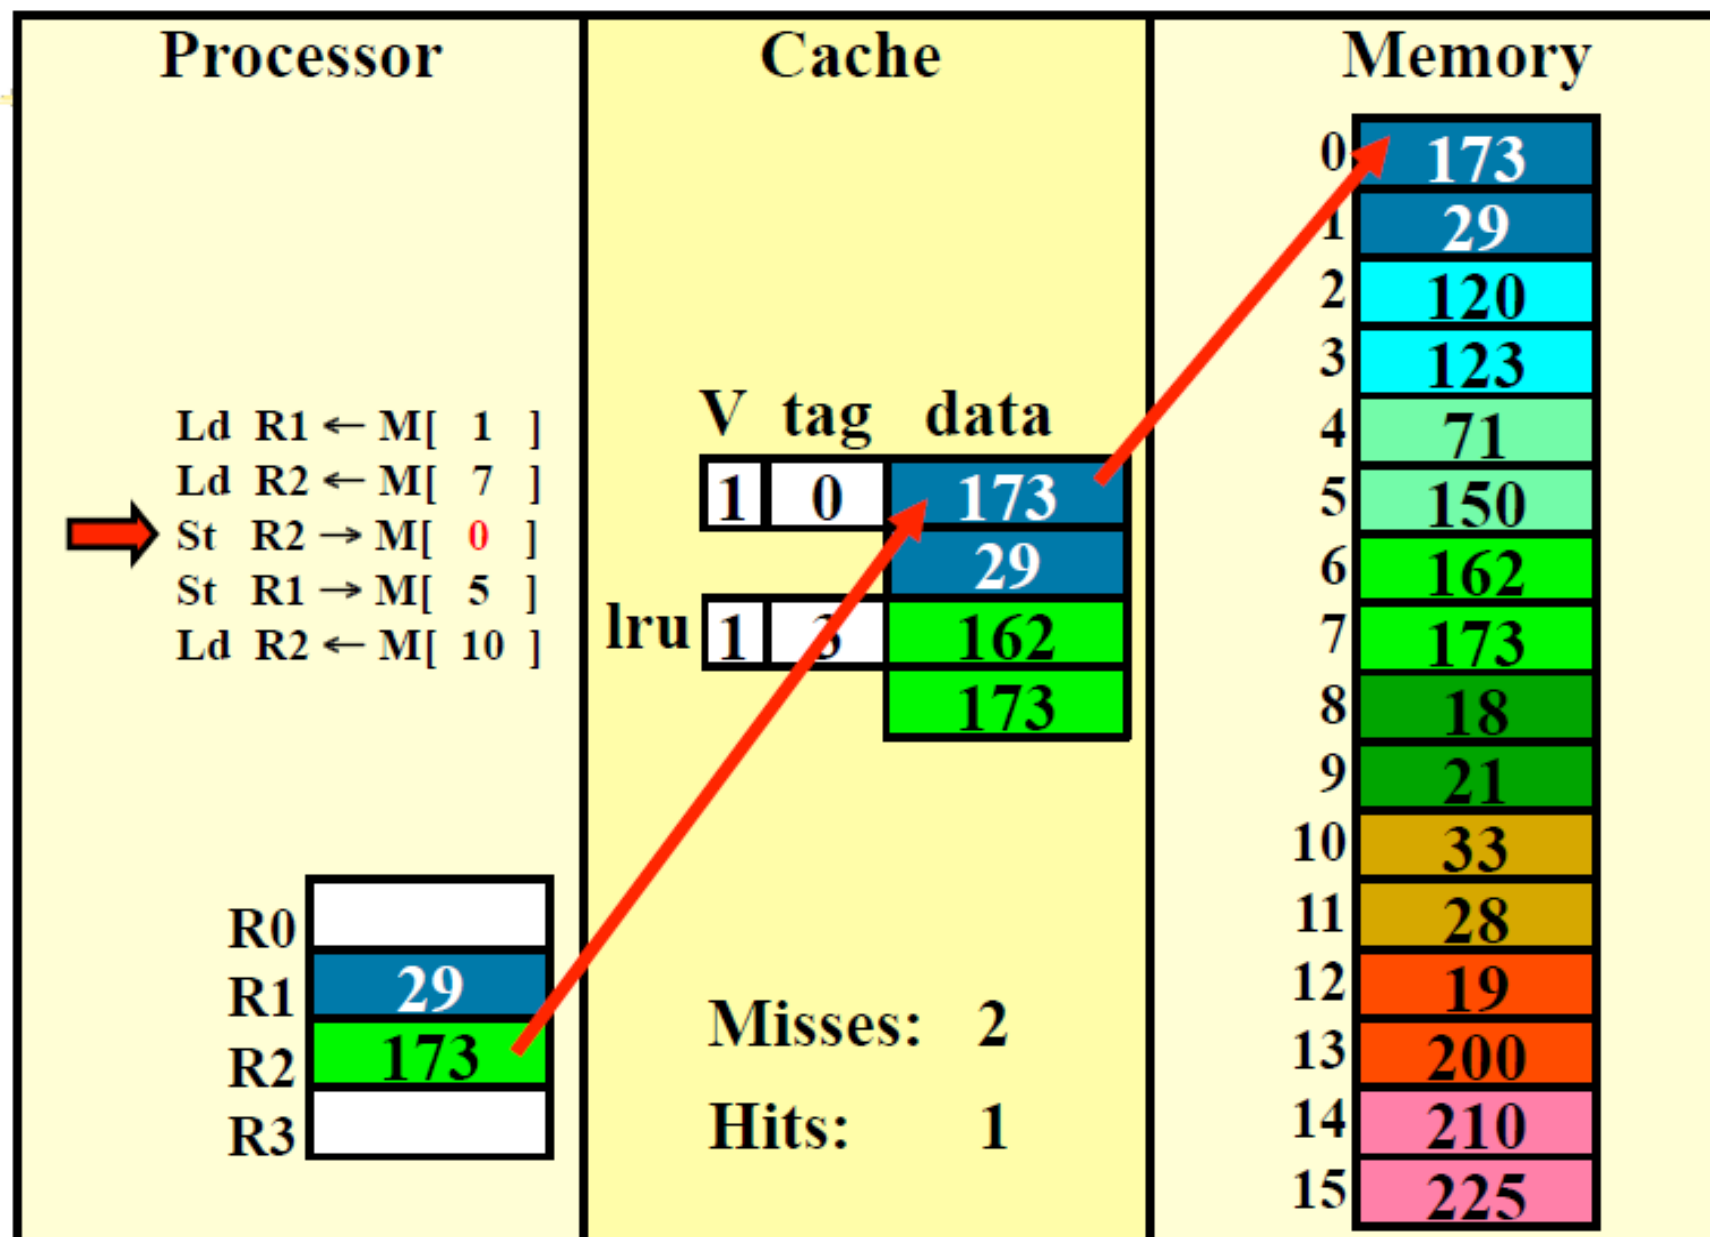 Processor
Ld R1 ← M[ 1 ]
Ld R2 ← M[ 7 ]
St R2 → M[ 0 ]
St R1 → M[ 5 ]
Ld R2 ← M[ 10 ]
R0
R1 29
R2 173
R3
Cache
V tag data
1 0 173
29
lru 1 3 162
173
Misses: 2
Hits: 1
Memory
0 173
1 29
2 120
3 123
4 71
5 150
6 162
7 173
8 18
9 21
10 33
11 28
12 19
13 200
14 210
15 225